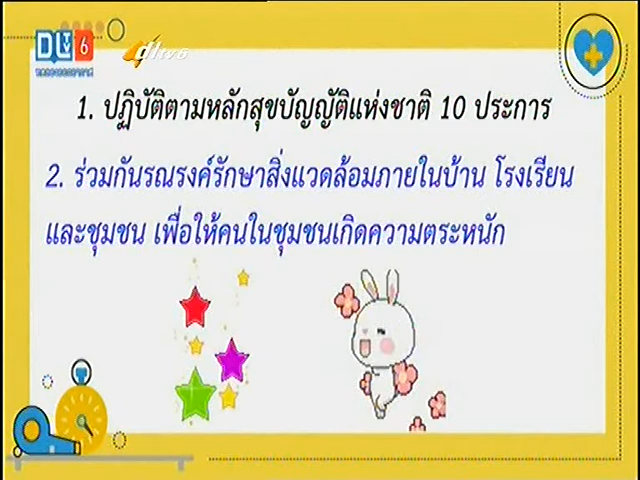 DLTV 6
dltv6
1. ปฏิบัติตามหลักสุขบัญญัติแห่งชาติ 10 ประการ
2. ร่วมกันรณรงค์รักษาสิ่งแวดล้อมภายในบ้าน โรงเรียน
และชุมชน เพื่อให้คนในชุมชนเกิดความตระหนัก